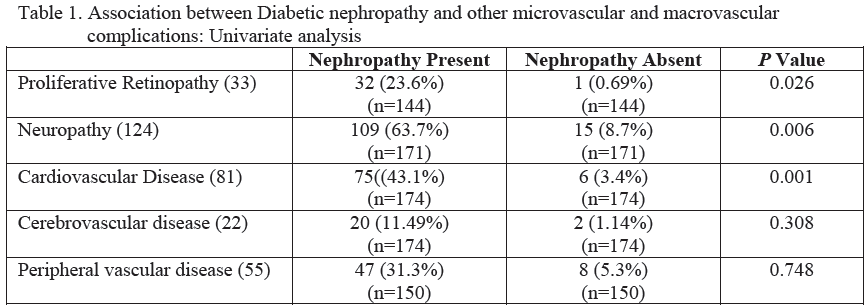 Table 1. Association between Diabetic nephropathy and other microvascular and macrovascular
complications: Univariate analysis
Nephropathy Present Nephropathy Absent P Value
Proliferative Retinopathy (33) 32 (23.6%) 1 (0.69%) 0.026
(n=144) (n=144)
Neuropathy (124) 109 (63.7%) 15 (8.7%) 0.006
(n=171) (n=171)
Cardiovascular Disease (81) 75((43.1%) 6 (3.4%) 0.001
(n=174) (n=174)
Cerebrovascular disease (22) 20 (11.49%) 2 (1.14%) 0.308
(n=174) (n=174)
Peripheral vascular disease (55) 47 (31.3%) 8 (5.3%) 0.748
(n=150) (n=150)